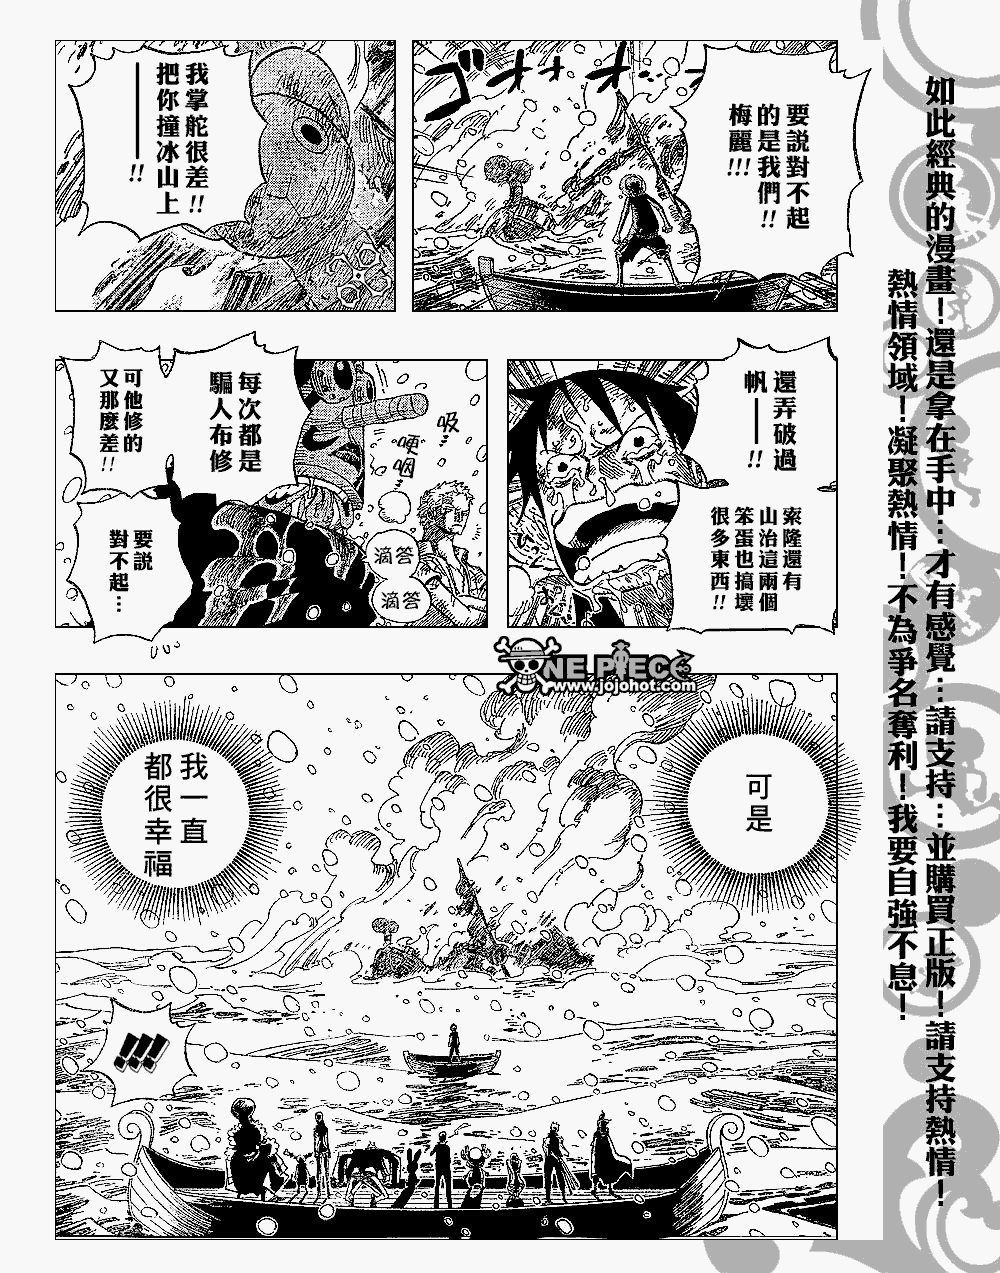 要說對不起
的是我們!!
梅麗!!!
ゴオオオ
我掌舵很差!!
把你撞冰山上
——!!
還弄破過
帆——!!
索隆還有
山治這兩個
笨蛋也搞壞
很多東西!!
吸…
哽咽…
滴答
滴答
每次都是
騙人布修
可他修的
又那麼差!!
要說
對不起…
ONE PIECE
www.jojohot.com
可是
我一直
都很幸福
!!!
如此經典的漫畫!還是拿在手中…才有感覺…請支持…並購買正版!請支持熱情!
熱情領域!凝聚熱情!不為爭名奪利!我要自強不息!